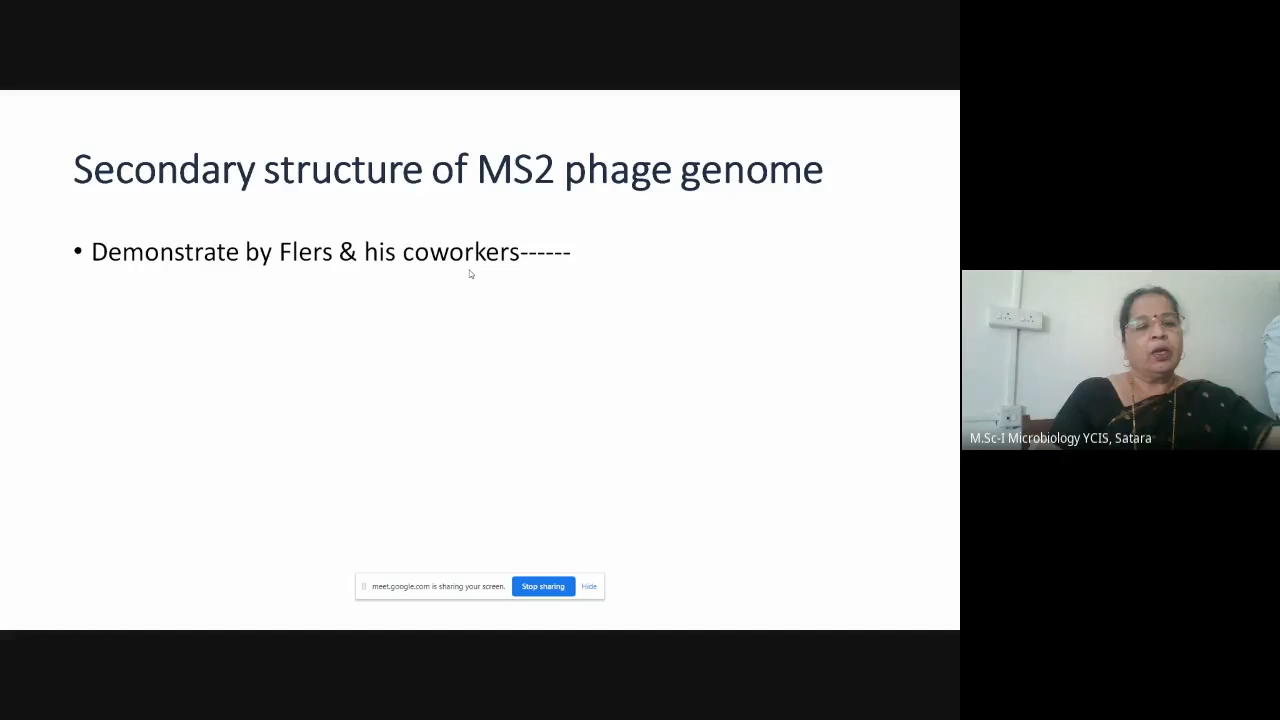 Secondary structure of MS2 phage genome
• Demonstrate by Flers & his coworkers------
meet.google.com is sharing your screen. Stop sharing Hide
M.Sc-I Microbiology YCIS, Satara